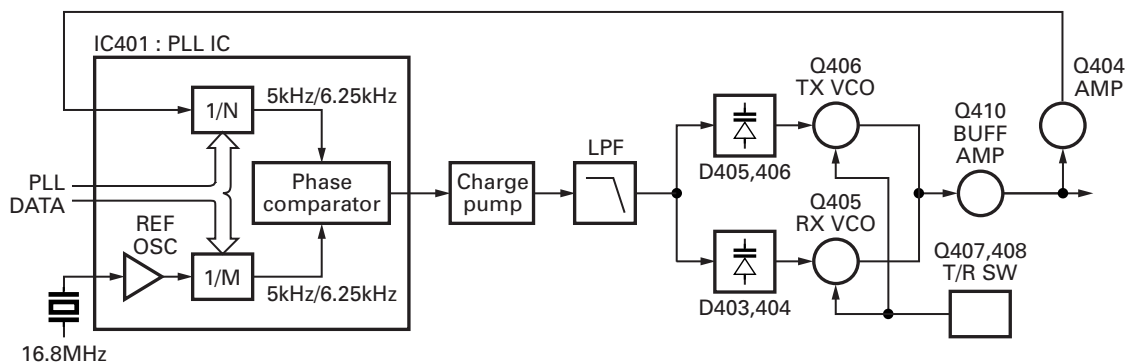 IC401 : PLL IC
1/N
5kHz/6.25kHz
PLL
DATA
REF
OSC
1/M
5kHz/6.25kHz
16.8MHz
Phase
comparator
Charge
pump
LPF
D405,406
D403,404
Q406
TX VCO
Q405
RX VCO
Q410
BUFF
AMP
Q404
AMP
Q407,408
T/R SW